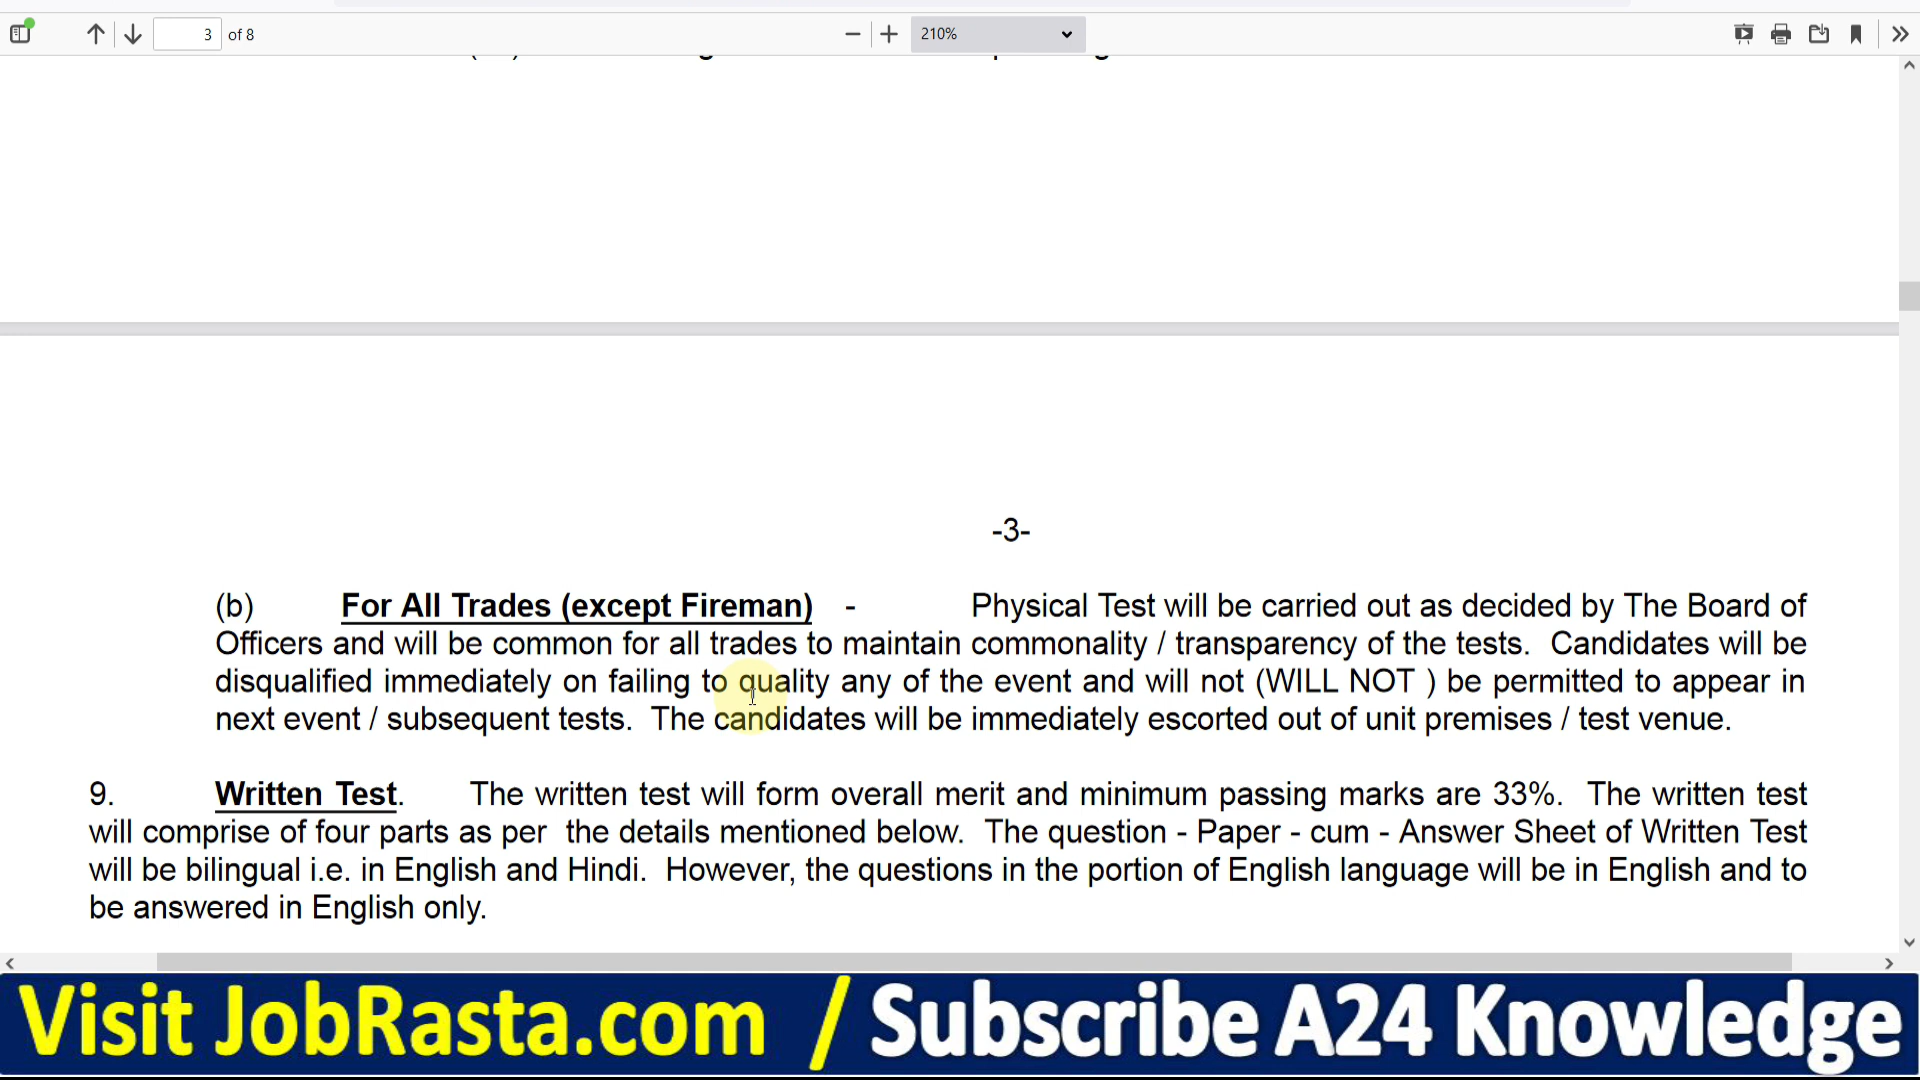 3 of 8
210%
-3-
(b) For All Trades (except Fireman) - Physical Test will be carried out as decided by The Board of
Officers and will be common for all trades to maintain commonality / transparency of the tests. Candidates will be
disqualified immediately on failing to quality any of the event and will not (WILL NOT ) be permitted to appear in
next event / subsequent tests. The candidates will be immediately escorted out of unit premises / test venue.
9. Written Test. The written test will form overall merit and minimum passing marks are 33%. The written test
will comprise of four parts as per the details mentioned below. The question - Paper - cum - Answer Sheet of Written Test
will be bilingual i.e. in English and Hindi. However, the questions in the portion of English language will be in English and to
be answered in English only.
Visit JobRasta.com / Subscribe A24 Knowledge